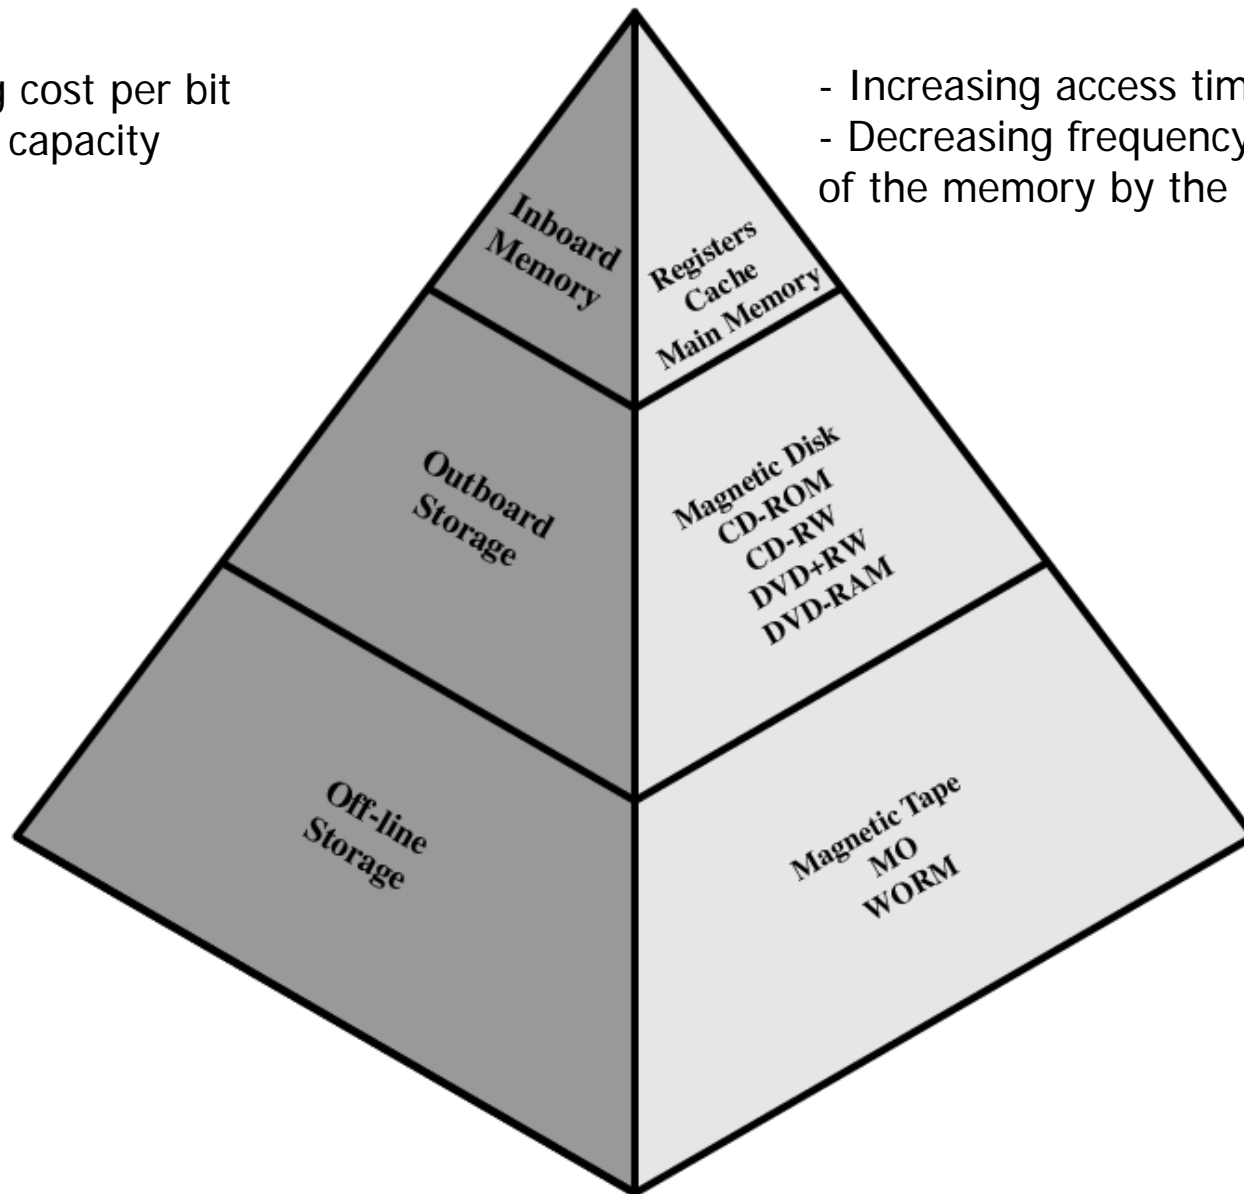 cost per bit
capacity
- Increasing access
- Decreasing frequency
of the memory by the
Inboard
Memory
Registers
Cache
Main Memory
Outboard
Storage
Magnetic Disk
CD-ROM
CD-RW
DVD+RW
DVD-RAM
Off-line
Storage
Magnetic Tape
MO
WORM